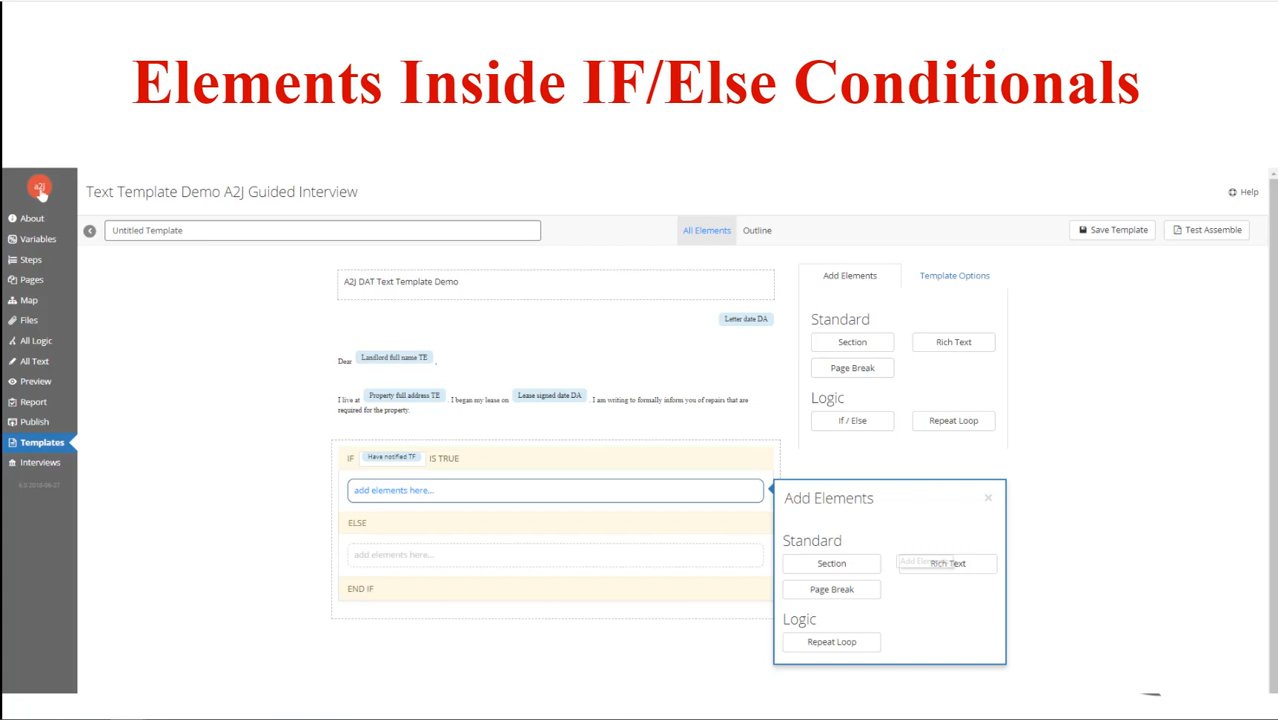 Elements Inside IF/Else Conditionals
a2j
Text Template Demo A2J Guided Interview
Help
About
Variables
Steps
Pages
Map
Files
All Logic
All Text
Preview
Report
Publish
Templates
Interviews
Untitled Template
All Elements
Outline
Save Template
Test Assemble
A2J DAT Text Template Demo
Letter date DA
Dear Landlord full name TE ,
I live at Property full address TE . I began my lease on Lease signed date DA . I am writing to formally inform you of repairs that are
required for the property.
IF Have notified TF IS TRUE
add elements here...
ELSE
add elements here...
END IF
Add Elements
Template Options
Standard
Section
Rich Text
Page Break
Logic
If / Else
Repeat Loop
Add Elements
×
Standard
Section
Rich Text
Page Break
Logic
Repeat Loop